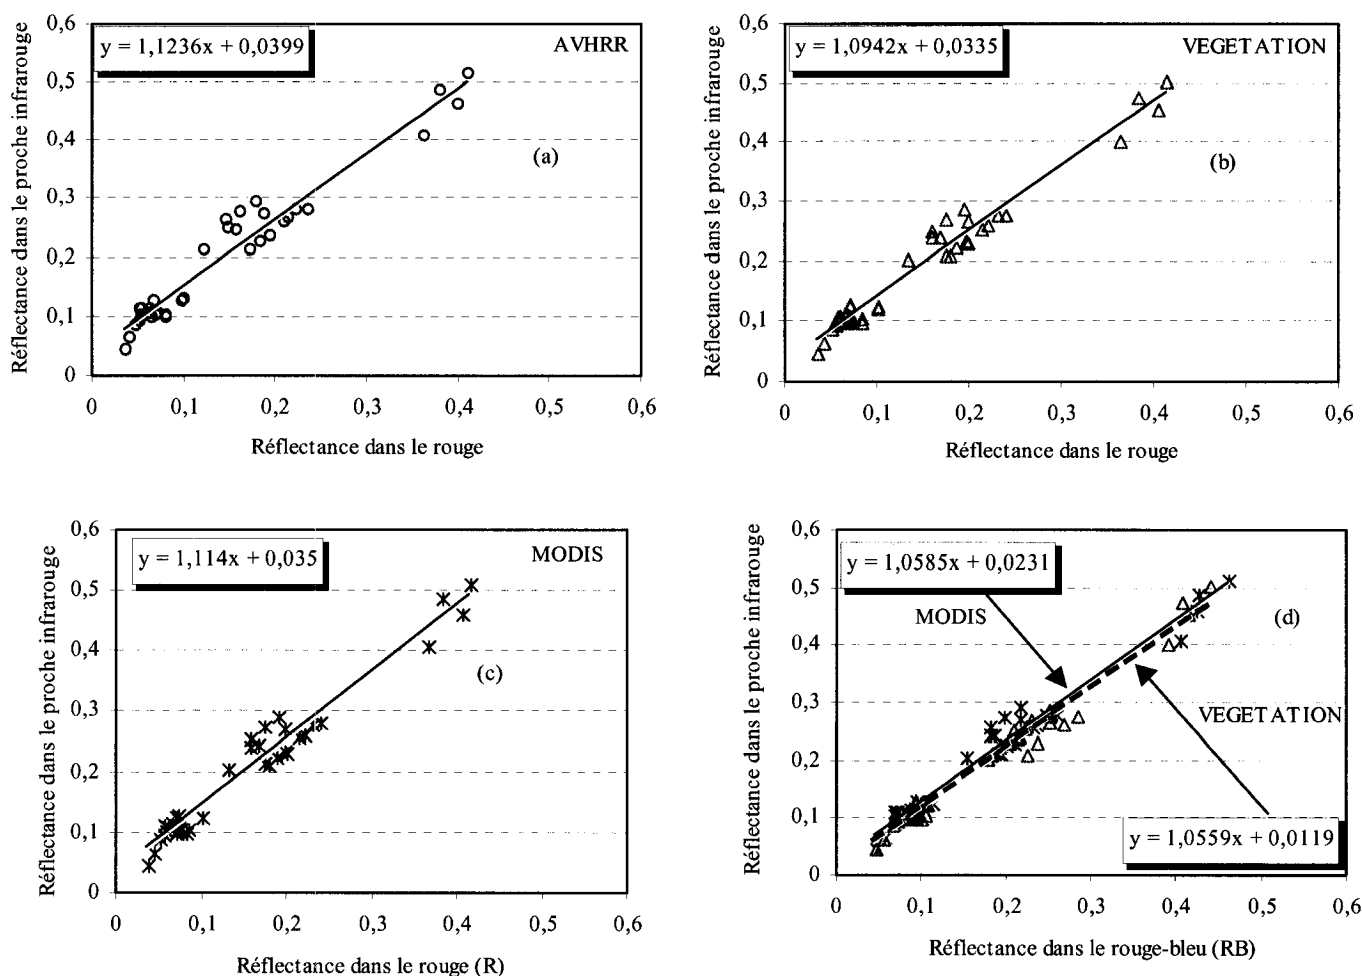 0,6
y = 1,1236x + 0,0399
AVHRR
0,5
0,4
(a)
0,3
0,2
0,1
0
0 0,1 0,2 0,3 0,4 0,5 0,6
Réflectance dans le proche infrarouge
Réflectance dans le rouge
0,6
y = 1,0942x + 0,0335
VEGETATION
0,5
0,4
(b)
0,3
0,2
0,1
0
0 0,1 0,2 0,3 0,4 0,5 0,6
Réflectance dans le proche infrarouge
Réflectance dans le rouge
0,6
y = 1,114x + 0,035
MODIS
0,5
0,4
(c)
0,3
0,2
0,1
0
0 0,1 0,2 0,3 0,4 0,5 0,6
Réflectance dans le proche infrarouge
Réflectance dans le rouge (R)
0,6
y = 1,0585x + 0,0231
0,5
MODIS
(d)
0,4
0,3
VEGETATION
0,2
0,1
y = 1,0559x + 0,0119
0
0 0,1 0,2 0,3 0,4 0,5 0,6
Réflectance dans le proche infrarouge
Réflectance dans le rouge-bleu (RB)